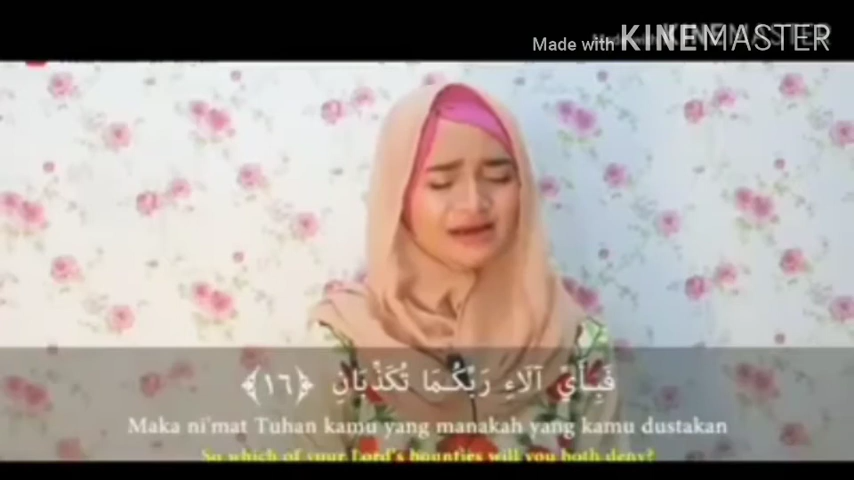 Made with KINEMASTER
فَبِأَيِّ آلَاءِ رَبِّكُمَا تُكَذِّبَانِ ﴿١٦﴾
Maka ni'mat Tuhan kamu yang manakah yang kamu dustakan
So which of your Lord's bounties will you both deny?